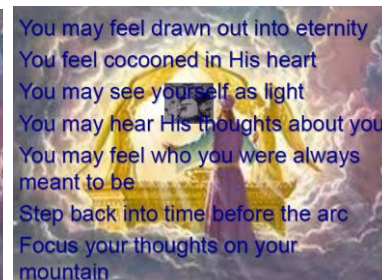 You may feel drawn out into eternity
You feel cocooned in His heart
You may see yourself as light
You may hear His thoughts about you
You may feel who you were always
meant to be
Step back into time before the arc
Focus your thoughts on your
mountain